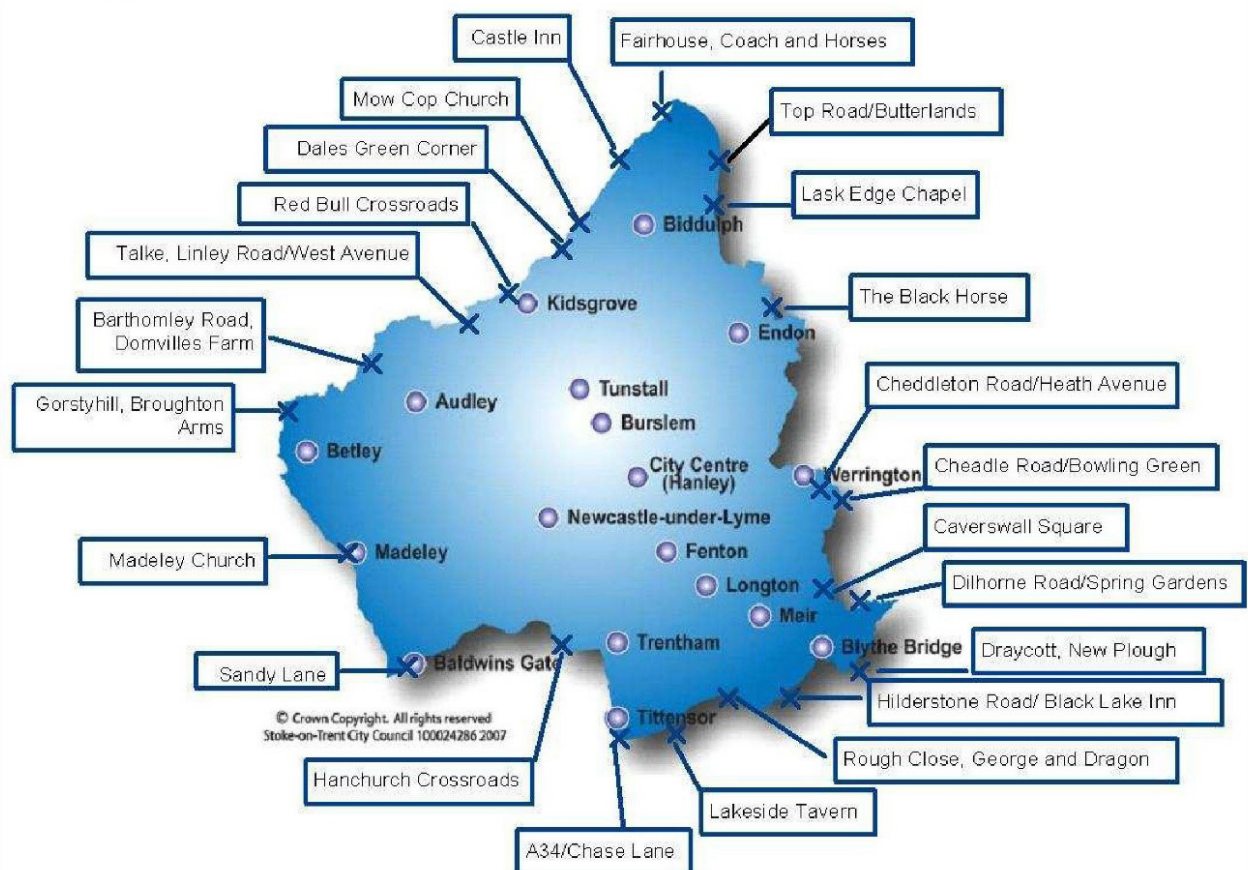 Castle Inn
Fairhouse, Coach and Horses
Mow Cop Church
Top Road/Butterlands
Dales Green Corner
Lask Edge Chapel
Red Bull Crossroads
Biddulph
Talke, Linley Road/West Avenue
The Black Horse
Kidsgrove
Barthomley Road,
Domvilles Farm
Endon
Cheddleton Road/Heath Avenue
Tunstall
Gorstyhill, Broughton
Arms
Audley
Burslem
Betley
Cheadle Road/Bowling Green
City Centre
(Hanley)
Werrington
Newcastle-under-Lyme
Caverswall Square
Madeley Church
Madeley
Fenton
Longton
Dilhorne Road/Spring Gardens
Meir
Trentham
Blythe Bridge
Draycott, New Plough
Sandy Lane
Baldwins Gate
Hilderstone Road/ Black Lake Inn
© Crown Copyright. All rights reserved
Stoke-on-Trent City Council 100024286 2007
Tittensor
Rough Close, George and Dragon
Hanchurch Crossroads
Lakeside Tavern
A34/Chase Lane